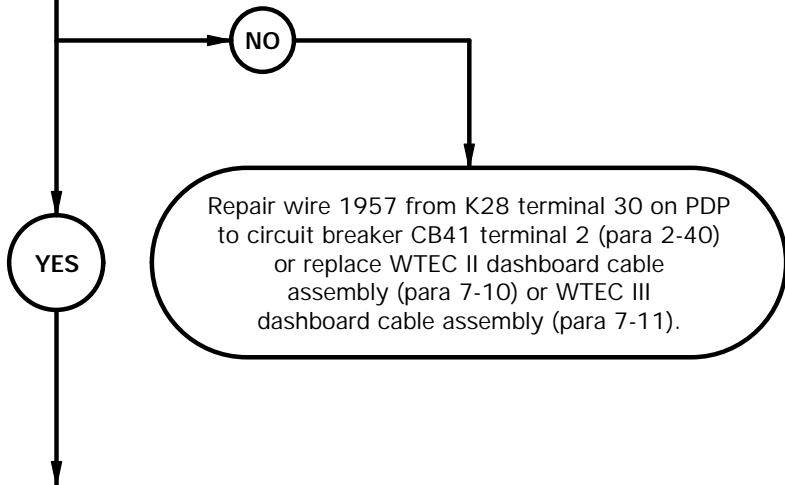 NO
YES
Repair wire 1957 from K28 terminal 30 on PDP
to circuit breaker CB41 terminal 2 (para 2-40)
or replace WTEC II dashboard cable
assembly (para 7-10) or WTEC III
dashboard cable assembly (para 7-11).